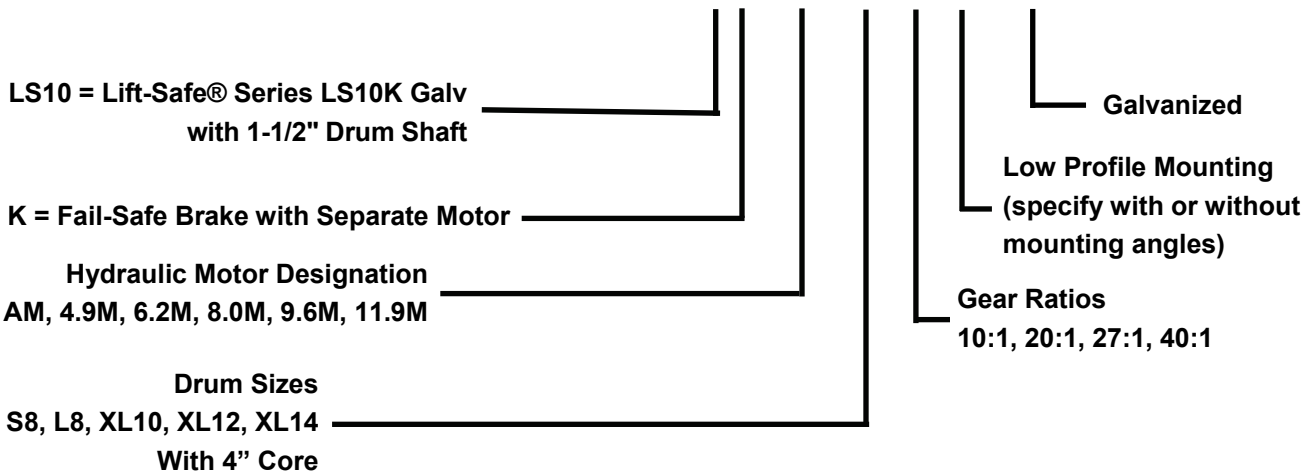 LS10 = Lift-Safe® Series LS10K Galv
with 1-1/2" Drum Shaft
K = Fail-Safe Brake with Separate Motor
Hydraulic Motor Designation
AM, 4.9M, 6.2M, 8.0M, 9.6M, 11.9M
Drum Sizes
S8, L8, XL10, XL12, XL14
With 4” Core
Galvanized
Low Profile Mounting
(specify with or without
mounting angles)
Gear Ratios
10:1, 20:1, 27:1, 40:1